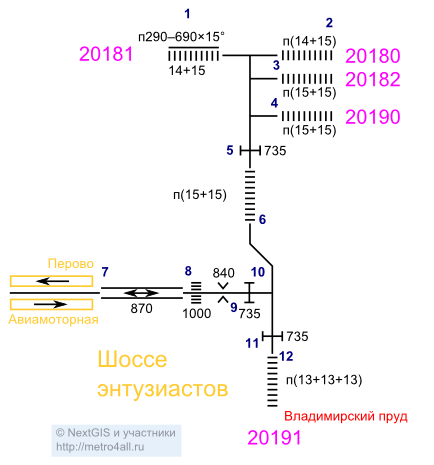 1
п290–690×15°
20181
14+15
2
п(14+15)
20180
3
20182
п(15+15)
4
20190
п(15+15)
5
735
п(15+15)
6
Перово
7
8
840
10
870
1000
9
735
Авиамоторная
11
735
12
Шоссе
энтузиастов
п(13+13+13)
Владимирский пруд
20191
© NextGIS и участники
http://metro4all.ru